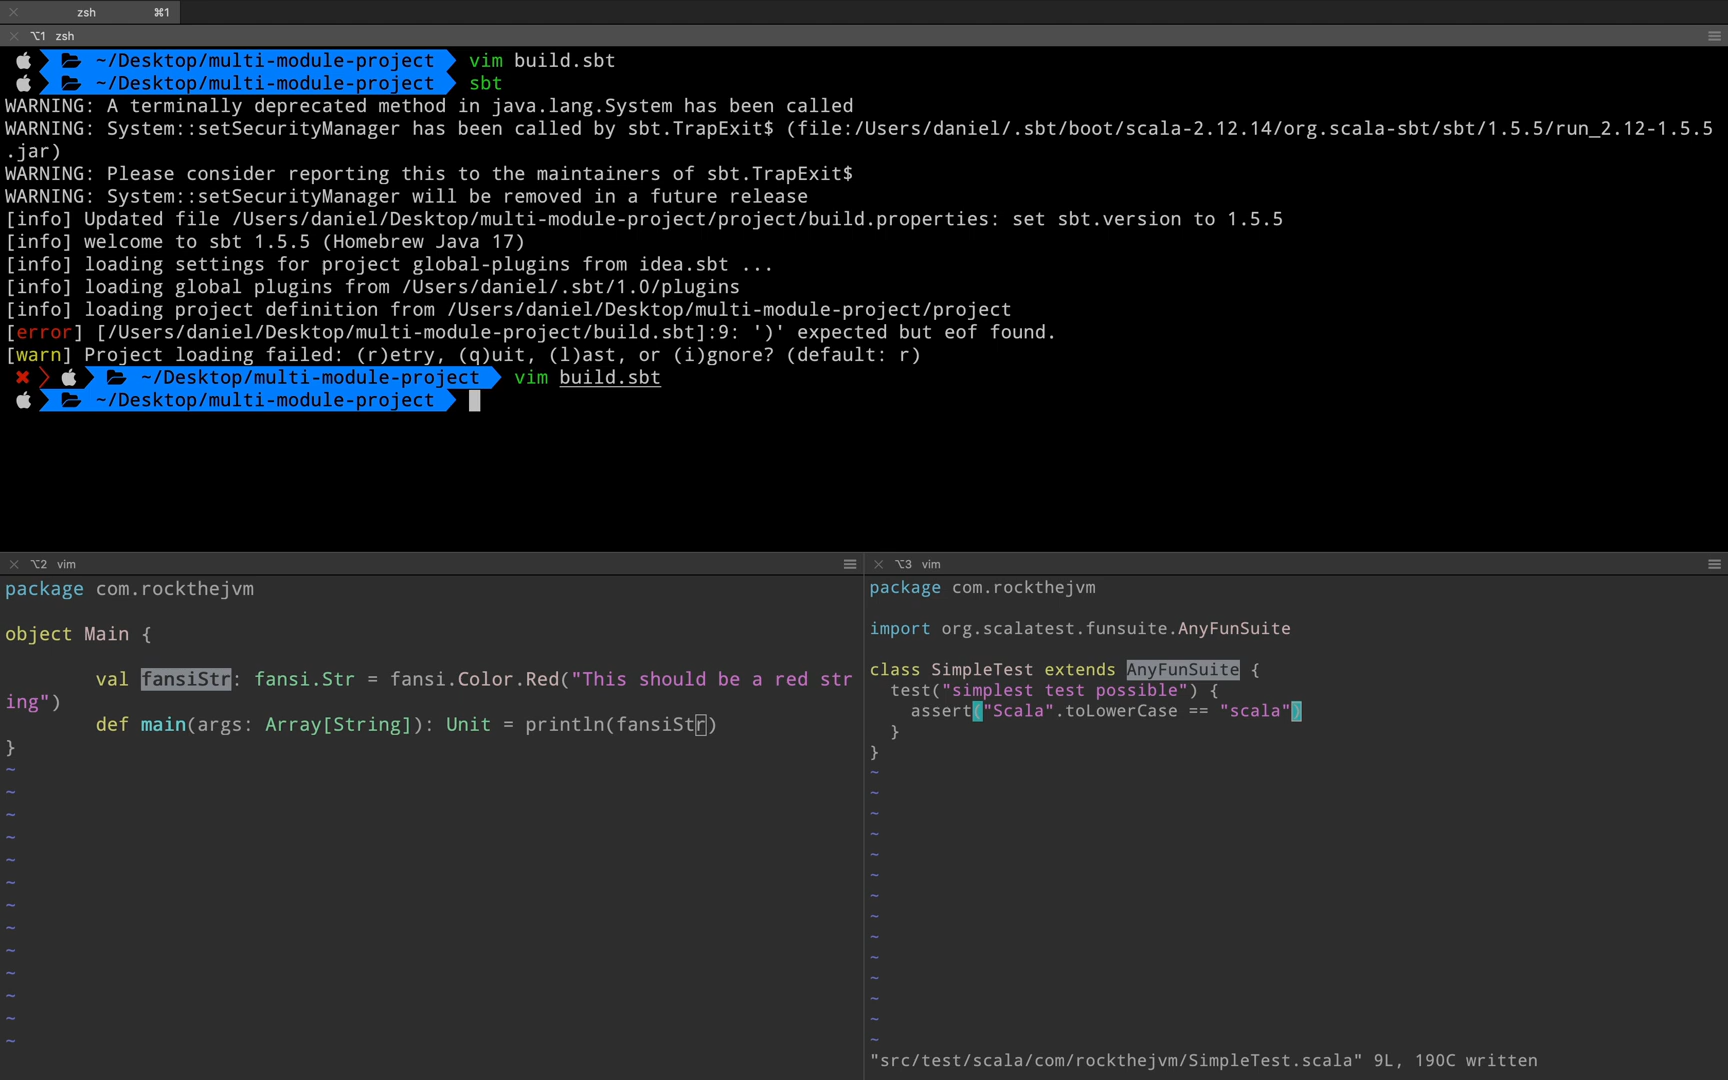 zsh ⌘1
⌥1 zsh
~/Desktop/multi-module-project vim build.sbt
~/Desktop/multi-module-project sbt
WARNING: A terminally deprecated method in java.lang.System has been called
WARNING: System::setSecurityManager has been called by sbt.TrapExit$ (file:/Users/daniel/.sbt/boot/scala-2.12.14/org.scala-sbt/sbt/1.5.5/run_2.12-1.5.5
.jar)
WARNING: Please consider reporting this to the maintainers of sbt.TrapExit$
WARNING: System::setSecurityManager will be removed in a future release
[info] Updated file /Users/daniel/Desktop/multi-module-project/project/build.properties: set sbt.version to 1.5.5
[info] welcome to sbt 1.5.5 (Homebrew Java 17)
[info] loading settings for project global-plugins from idea.sbt ...
[info] loading global plugins from /Users/daniel/.sbt/1.0/plugins
[info] loading project definition from /Users/daniel/Desktop/multi-module-project/project
[error] [/Users/daniel/Desktop/multi-module-project/build.sbt]:9: ')' expected but eof found.
[warn] Project loading failed: (r)etry, (q)uit, (l)ast, or (i)gnore? (default: r)
~/Desktop/multi-module-project vim build.sbt
~/Desktop/multi-module-project
⌥2 vim
package com.rockthejvm
object Main {
val fansiStr: fansi.Str = fansi.Color.Red("This should be a red str
ing")
def main(args: Array[String]): Unit = println(fansiStr)
}
~
~
~
~
~
~
~
~
~
~
~
~
~
⌥3 vim
package com.rockthejvm
import org.scalatest.funsuite.AnyFunSuite
class SimpleTest extends AnyFunSuite {
test("simplest test possible") {
assert("Scala".toLowerCase == "scala")
}
}
~
~
~
~
~
~
~
~
~
~
~
~
~
~
"src/test/scala/com/rockthejvm/SimpleTest.scala" 9L, 190C written